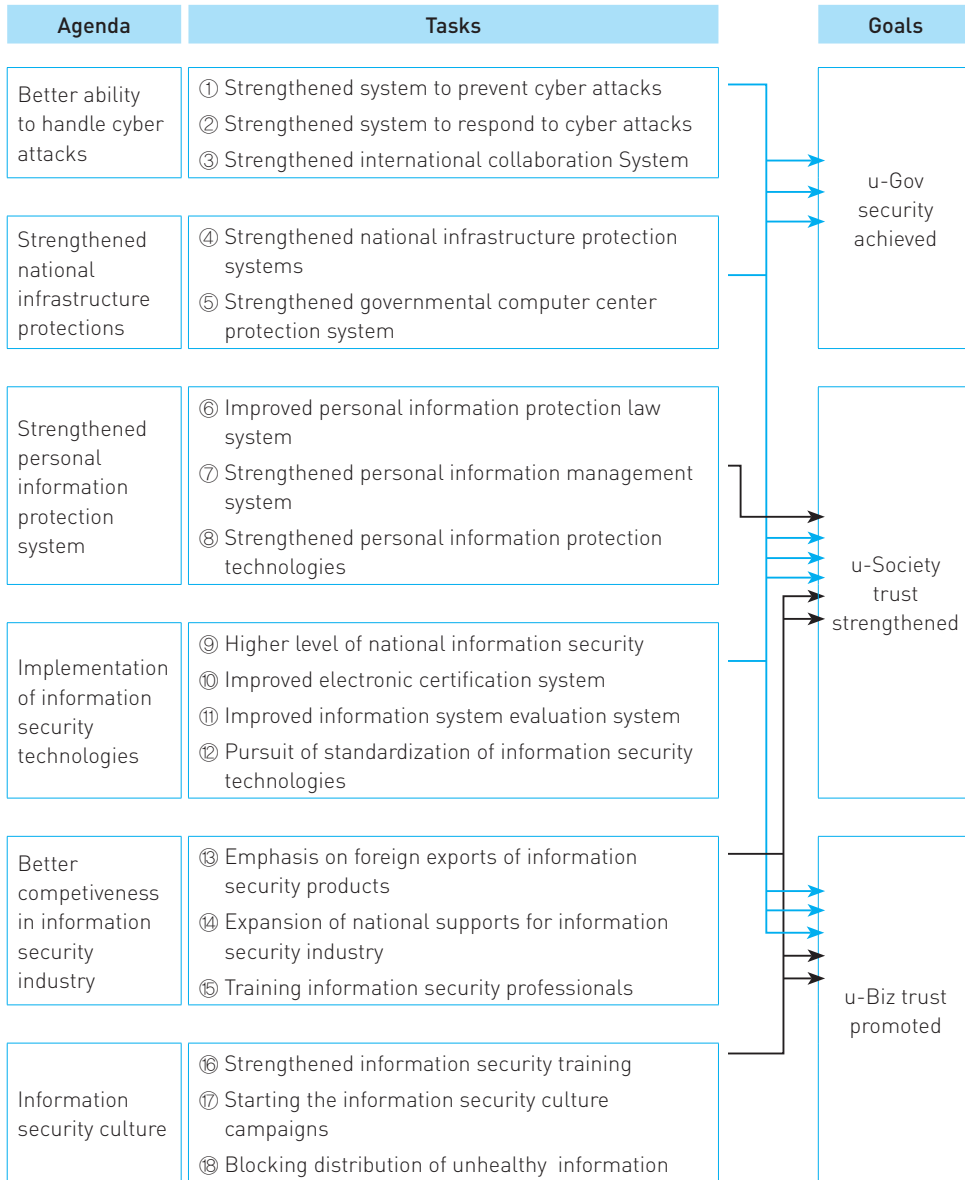 Agenda
Tasks
Goals
Better ability
to handle cyber
attacks
① Strengthened system to prevent cyber attacks
② Strengthened system to respond to cyber attacks
③ Strengthened international collaboration System
u-Gov
security
achieved
Strengthened
national
infrastructure
protections
④ Strengthened national infrastructure protection
systems
⑤ Strengthened governmental computer center
protection system
Strengthened
personal
information
protection
system
⑥ Improved personal information protection law
system
⑦ Strengthened personal information management
system
⑧ Strengthened personal information protection
technologies
u-Society
trust
strengthened
Implementation
of information
security
technologies
⑨ Higher level of national information security
⑩ Improved electronic certification system
⑪ Improved information system evaluation system
⑫ Pursuit of standardization of information security
technologies
Better
competiveness
in information
security
industry
⑬ Emphasis on foreign exports of information
security products
⑭ Expansion of national supports for information
security industry
⑮ Training information security professionals
u-Biz trust
promoted
Information
security culture
⑯ Strengthened information security training
⑰ Starting the information security culture
campaigns
⑱ Blocking distribution of unhealthy information